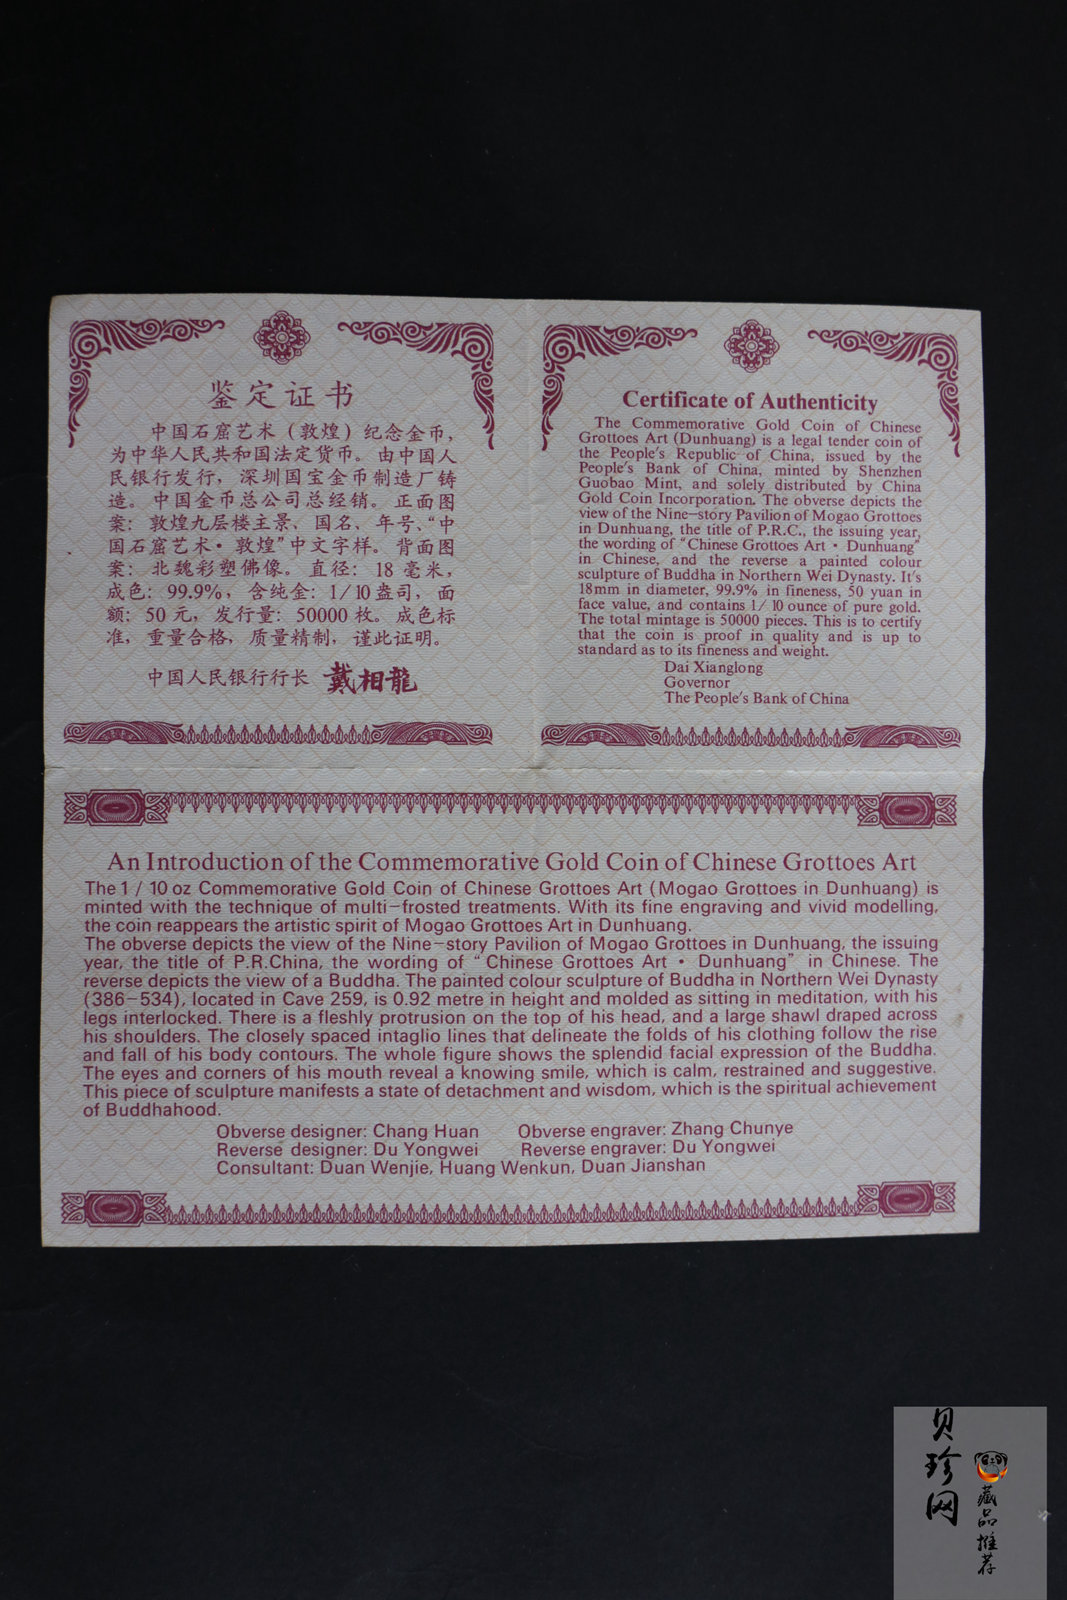 鉴定证书
中国石窟艺术（敦煌）纪念金币，
为中华人民共和国法定货币。由中国人
民银行发行，深圳国宝金币制造厂铸
造。中国金币总公司总经销。正面图
案：敦煌九层楼主景、国名、年号、“中
国石窟艺术·敦煌”中文字样。背面图
案：北魏彩塑佛像。直径：18毫米，
成色：99.9%，含纯金：1/10盎司，面
额：50元，发行量：50000枚。成色标
准，重量合格，质量精制，谨此证明。
中国人民银行行长 戴相龍
Certificate of Authenticity
The Commemorative Gold Coin of Chinese
Grottoes Art (Dunhuang) is a legal tender coin of
the People's Republic of China, issued by the
People's Bank of China, minted by Shenzhen
Guobao Mint, and solely distributed by China
Gold Coin Incorporation. The obverse depicts the
view of the Nine-story Pavilion of Mogao Grottoes
in Dunhuang, the title of P.R.C., the issuing year,
the wording of "Chinese Grottoes Art · Dunhuang"
in Chinese, and the reverse a painted colour
sculpture of Buddha in Northern Wei Dynasty. It's
18mm in diameter, 99.9% in fineness, 50 yuan in
face value, and contains 1/10 ounce of pure gold.
The total mintage is 50000 pieces. This is to certify
that the coin is proof in quality and is up to
standard as to its fineness and weight.
Dai Xianglong
Governor
The People's Bank of China
An Introduction of the Commemorative Gold Coin of Chinese Grottoes Art
The 1/10 oz Commemorative Gold Coin of Chinese Grottoes Art (Mogao Grottoes in Dunhuang) is
minted with the technique of multi-frosted treatments. With its fine engraving and vivid modelling,
the coin reappears the artistic spirit of Mogao Grottoes Art in Dunhuang.
The obverse depicts the view of the Nine-story Pavilion of Mogao Grottoes in Dunhuang, the issuing
year, the title of P.R.China, the wording of "Chinese Grottoes Art · Dunhuang" in Chinese. The
reverse depicts the view of a Buddha. The painted colour sculpture of Buddha in Northern Wei Dynasty
(386-534), located in Cave 259, is 0.92 metre in height and molded as sitting in meditation, with his
legs interlocked. There is a fleshly protrusion on the top of his head, and a large shawl draped across
his shoulders. The closely spaced intaglio lines that delineate the folds of his clothing follow the rise
and fall of his body contours. The whole figure shows the splendid facial expression of the Buddha.
The eyes and corners of his mouth reveal a knowing smile, which is calm, restrained and suggestive.
This piece of sculpture manifests a state of detachment and wisdom, which is the spiritual achievement
of Buddhahood.
Obverse designer: Chang Huan Obverse engraver: Zhang Chunye
Reverse designer: Du Yongwei Reverse engraver: Du Yongwei
Consultant: Duan Wenjie, Huang Wenkun, Duan Jianshan
贝珍网
藏品推荐